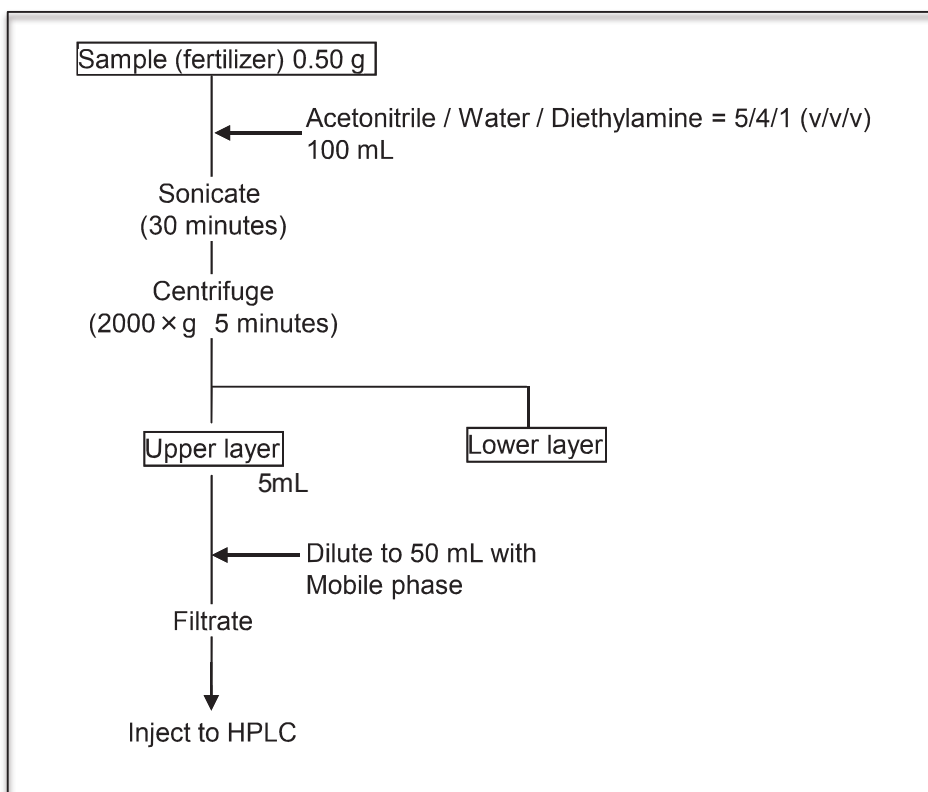 Sample (fertilizer) 0.50 g
Acetonitrile / Water / Diethylamine = 5/4/1 (v/v/v)
100 mL
Sonicate
(30 minutes)
Centrifuge
(2000×g 5 minutes)
Upper layer
Lower layer
5mL
Dilute to 50 mL with
Mobile phase
Filtrate
Inject to HPLC